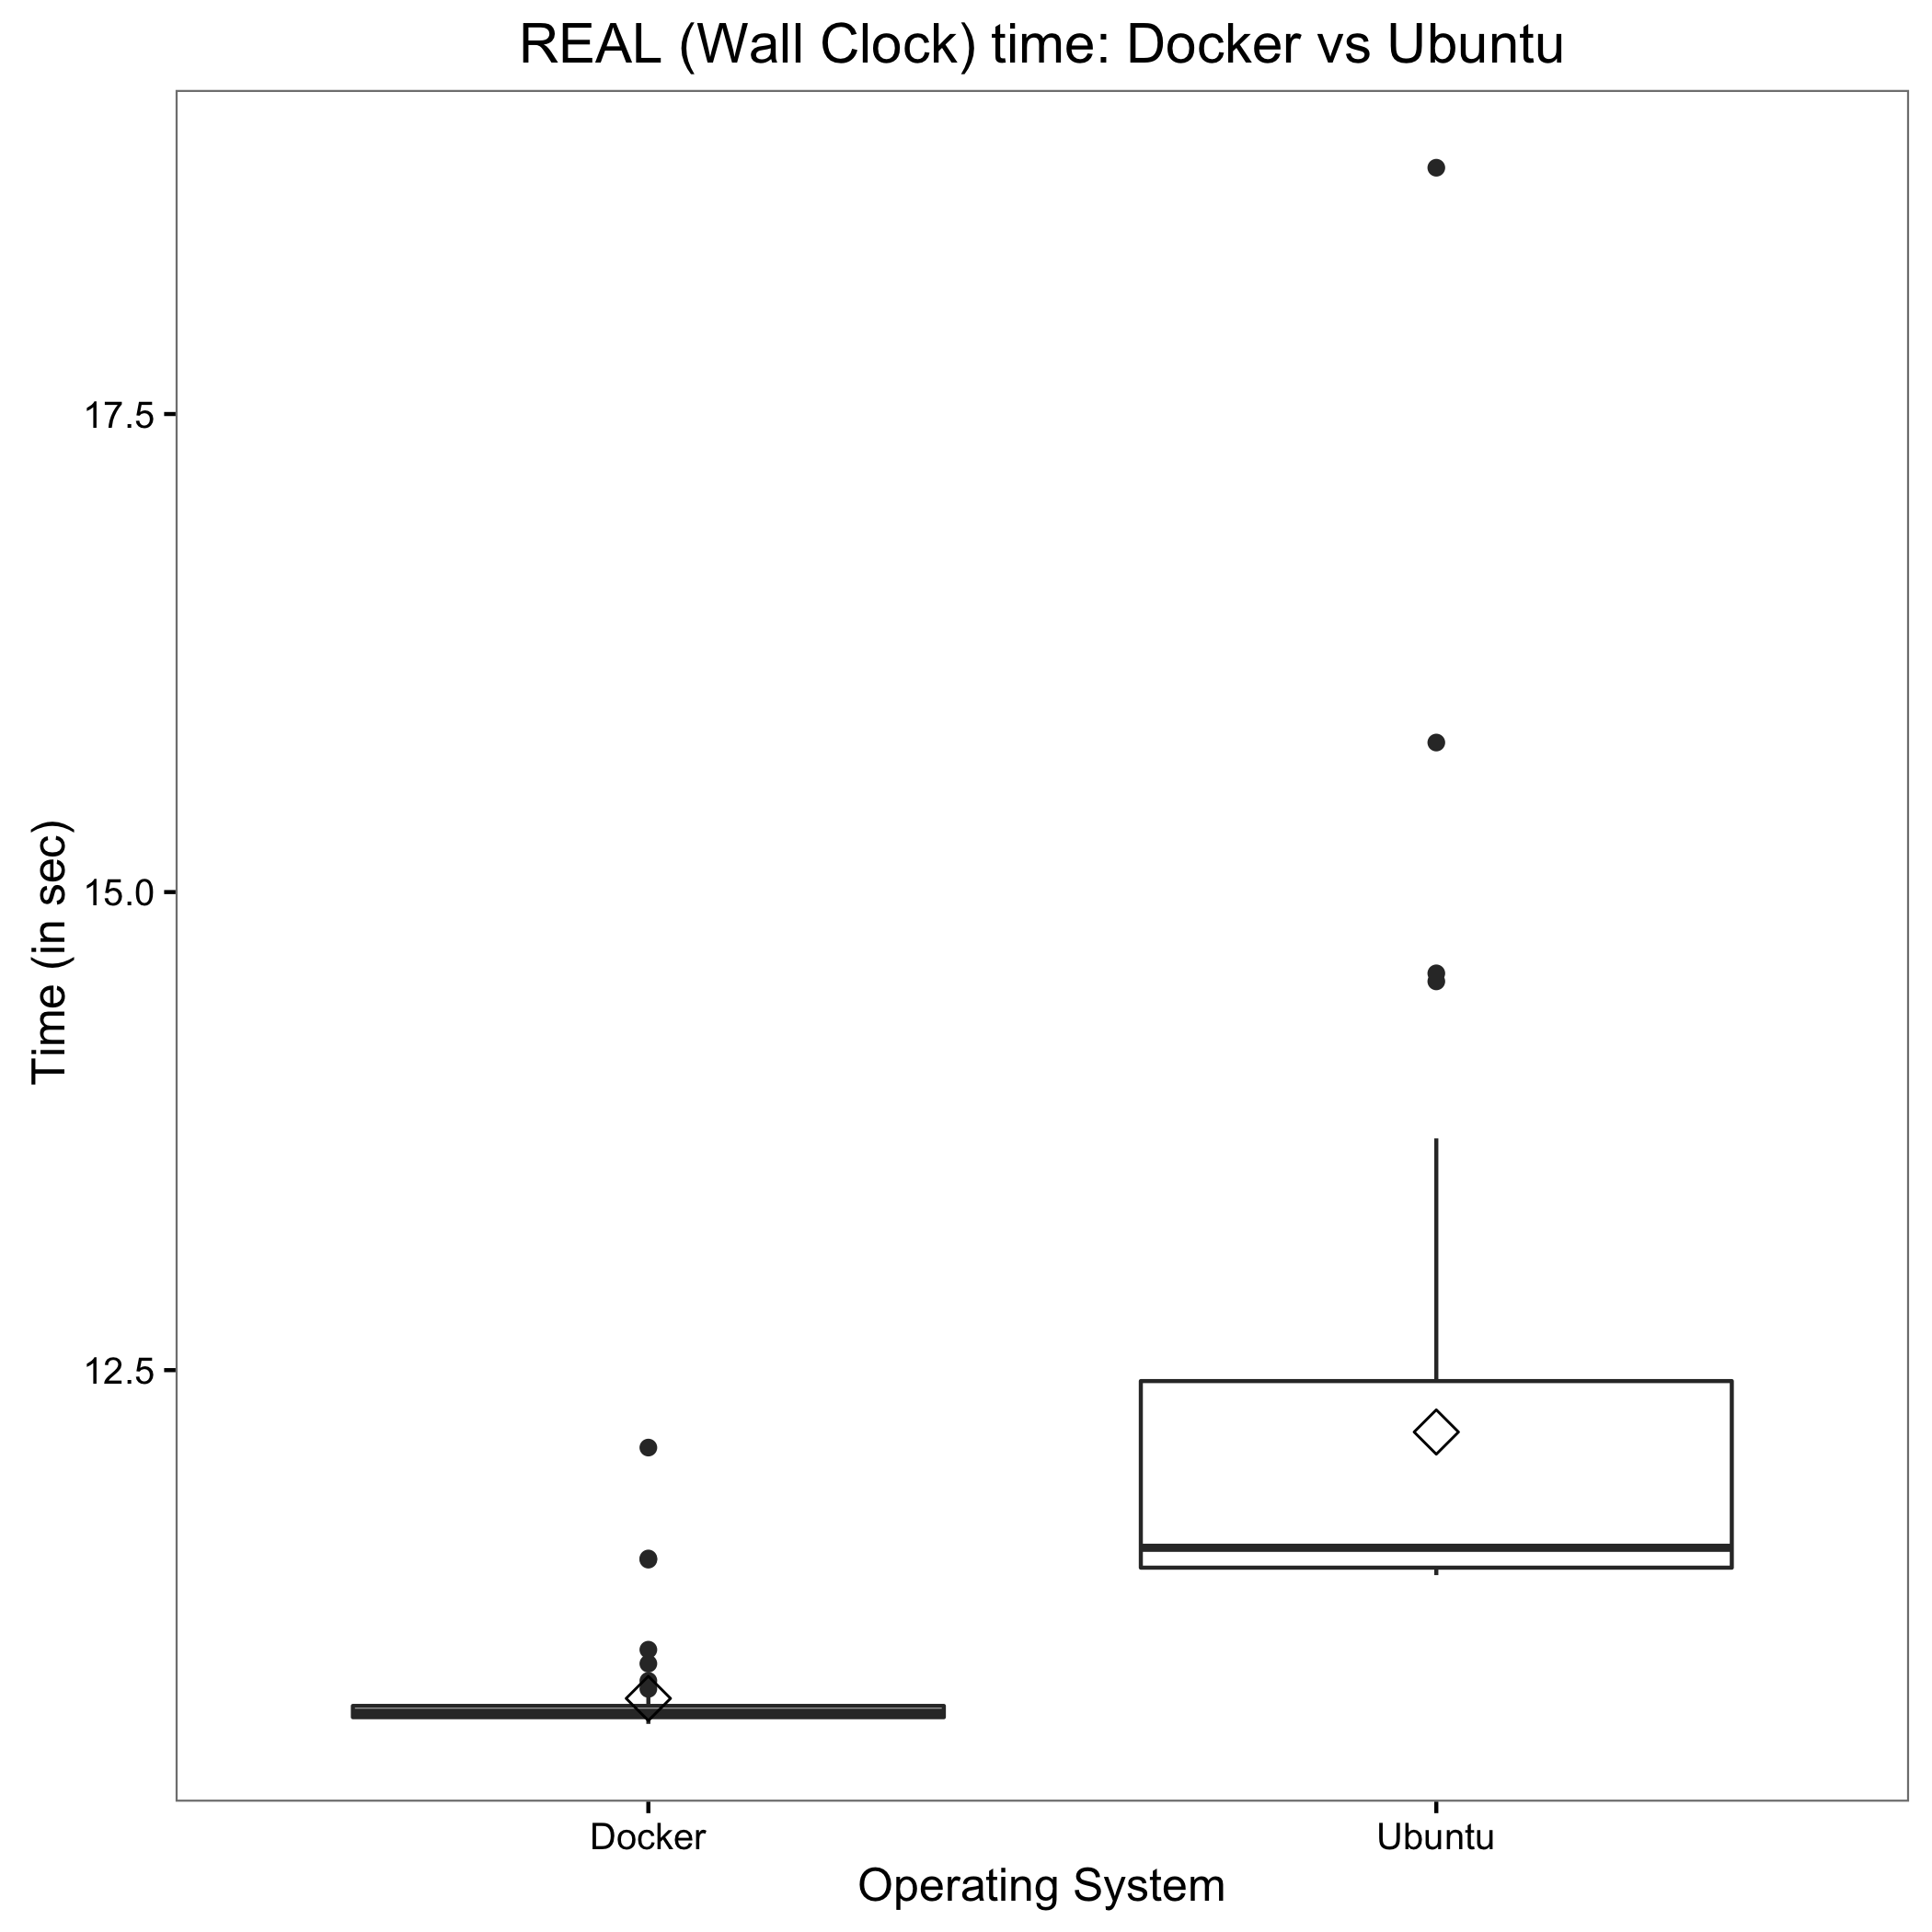 REAL (Wall Clock) time: Docker vs Ubuntu
17.5
15.0
12.5
Time (in sec)
Docker
Ubuntu
Operating System